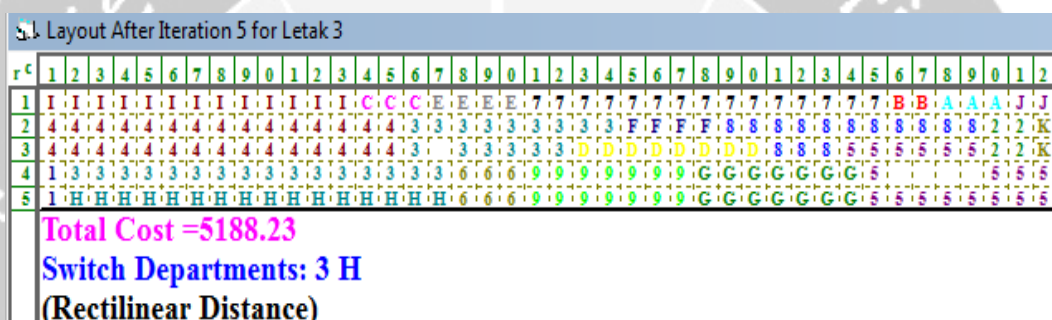 Layout After Iteration 5 for Letak 3
r c 1 2 3 4 5 6 7 8 9 0 1 2 3 4 5 6 7 8 9 0 1 2 3 4 5 6 7 8 9 0 1 2 3 4 5 6 7 8 9 0 1 2
1 I I I I I I I I I I I I I C C C E E E E 7 7 7 7 7 7 7 7 7 7 7 7 7 7 7 B B A A A J J
2 4 4 4 4 4 4 4 4 4 4 4 4 4 4 4 3 3 3 3 3 3 3 3 3 F F F F 8 8 8 8 8 8 8 8 8 8 8 2 2 K
3 4 4 4 4 4 4 4 4 4 4 4 4 4 4 4 3 3 3 3 3 3 D D D D D D D D 8 8 8 5 5 5 5 5 5 2 2 K
4 1 3 3 3 3 3 3 3 3 3 3 3 3 3 3 3 3 6 6 6 9 9 9 9 9 9 9 G G G G G G G 5 5 5 5
5 1 H H H H H H H H H H H H H H H H 6 6 6 9 9 9 9 9 9 9 G G G G G G G 5 5 5 5 5 5 5 5
Total Cost =5188.23
Switch Departments: 3 H
(Rectilinear Distance)